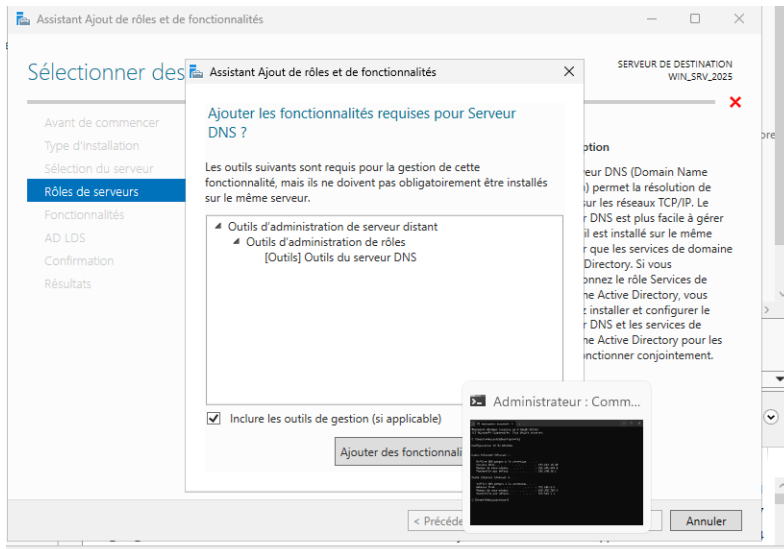 Assistant Ajout de rôles et de fonctionnalités
Sélectionner des
SERVEUR DE DESTINATION
WIN_SRV_2025
Avant de commencer
Type d'installation
Sélection du serveur
Rôles de serveurs
Fonctionnalités
AD LDS
Confirmation
Résultats
Assistant Ajout de rôles et de fonctionnalités
Ajouter les fonctionnalités requises pour Serveur
DNS ?
Les outils suivants sont requis pour la gestion de cette
fonctionnalité, mais ils ne doivent pas obligatoirement être installés
sur le même serveur.
Outils d'administration de serveur distant
Outils d'administration de rôles
[Outils] Outils du serveur DNS
Inclure les outils de gestion (si applicable)
Ajouter des fonctionnali
ption
eur DNS (Domain Name
) permet la résolution de
sur les réseaux TCP/IP. Le
r DNS est plus facile à gérer
il est installé sur le même
r que les services de domaine
Directory. Si vous
onnez le rôle Services de
ne Active Directory, vous
z installer et configurer le
r DNS et les services de
ne Active Directory pour les
onctionner conjointement.
Administrateur : Comm...
< Précéde
Annuler